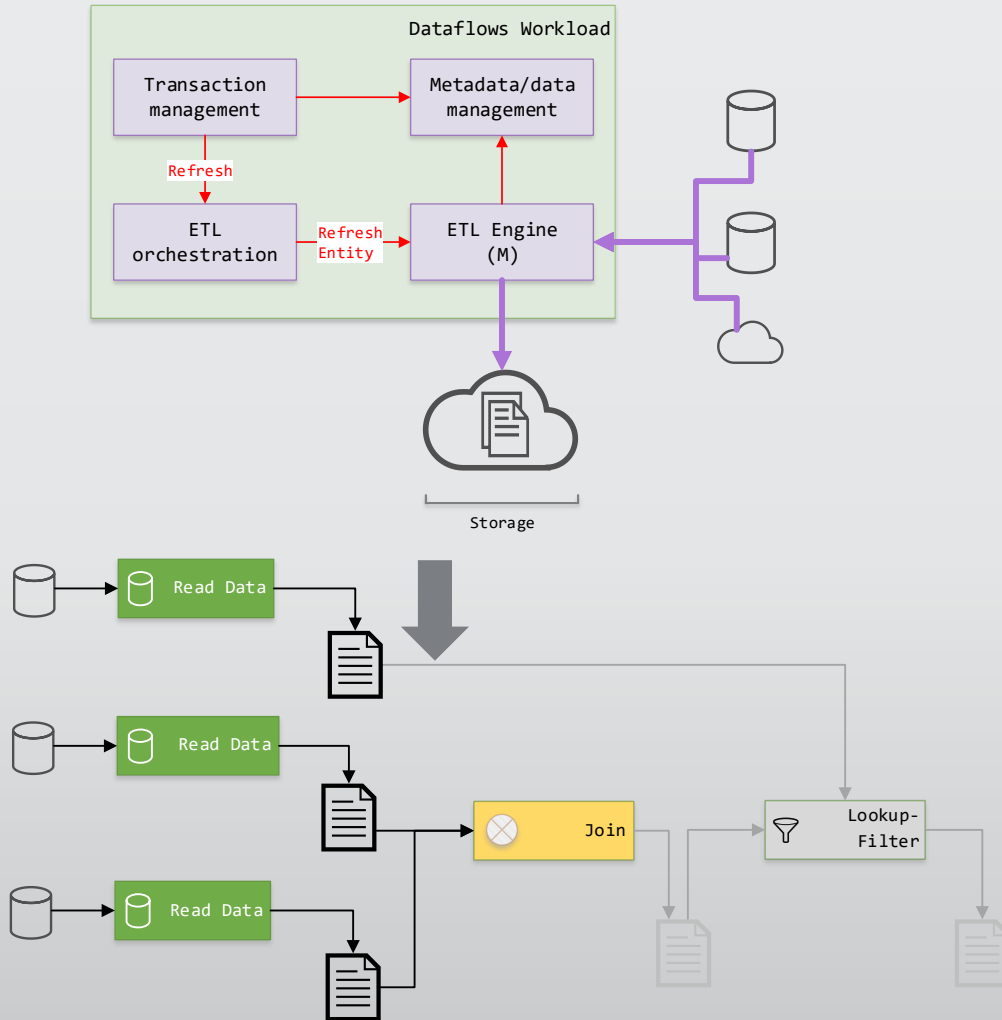 Dataflows Workload
Transaction
management
Metadata/data
management
Refresh
ETL
orchestration
Refresh
Entity
ETL Engine
(M)
Storage
Read Data
Read Data
Join
Lookup-
Filter
Read Data